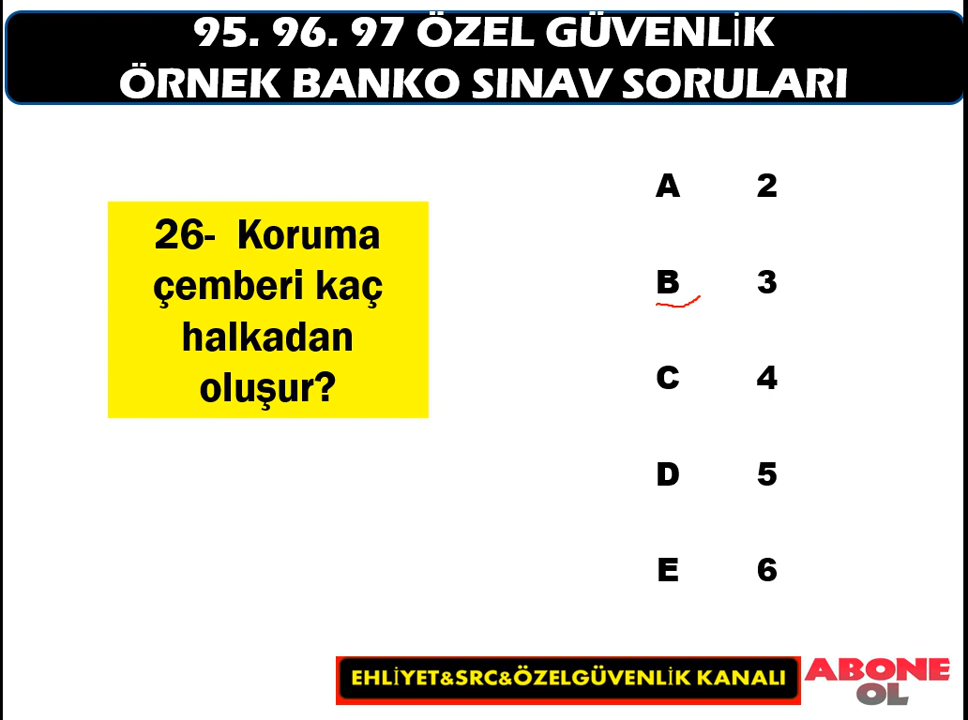 95. 96. 97 ÖZEL GÜVENLİK
ÖRNEK BANKO SINAV SORULARI
26- Koruma
çemberi kaç
halkadan
oluşur?
A 2
B 3
C 4
D 5
E 6
EHLİYET&SRC&ÖZELGÜVENLİK KANALI
ABONE
OL